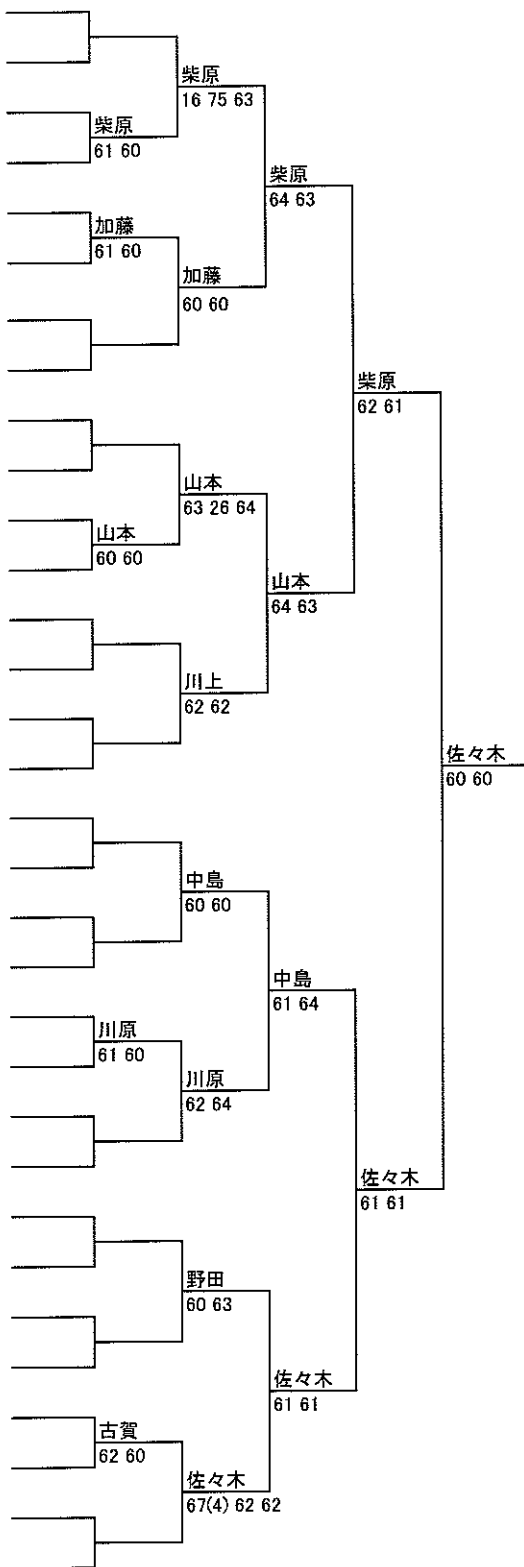 柴原
16 75 63
柴原
61 60
柴原
64 63
加藤
61 60
加藤
60 60
柴原
62 61
山本
63 26 64
山本
60 60
山本
64 63
川上
62 62
佐々木
60 60
中島
60 60
中島
61 64
川原
61 60
川原
62 64
佐々木
61 61
野田
60 63
佐々木
61 61
古賀
62 60
佐々木
67(4) 62 62